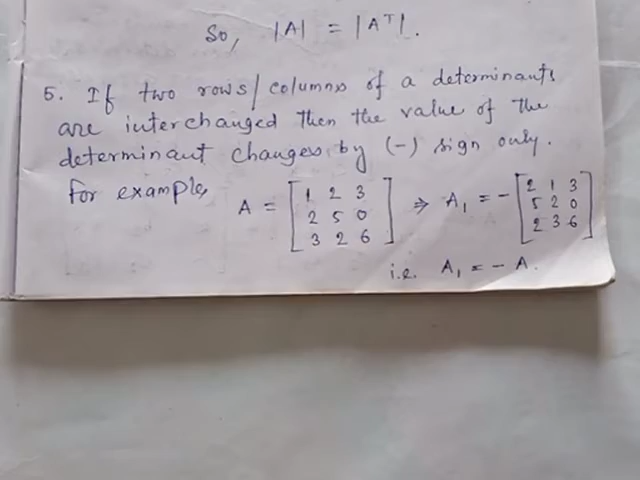 So, |A| = |Aᵀ|.
5. If two rows/columns of a determinants
are interchanged then the value of the
determinant changes by (-) sign only.
For example,
A = [1 2 3 ⇒ A₁ = - [2 1 3
2 5 0 5 2 0
3 2 6] 2 3 6]
i.e. A₁ = - A.